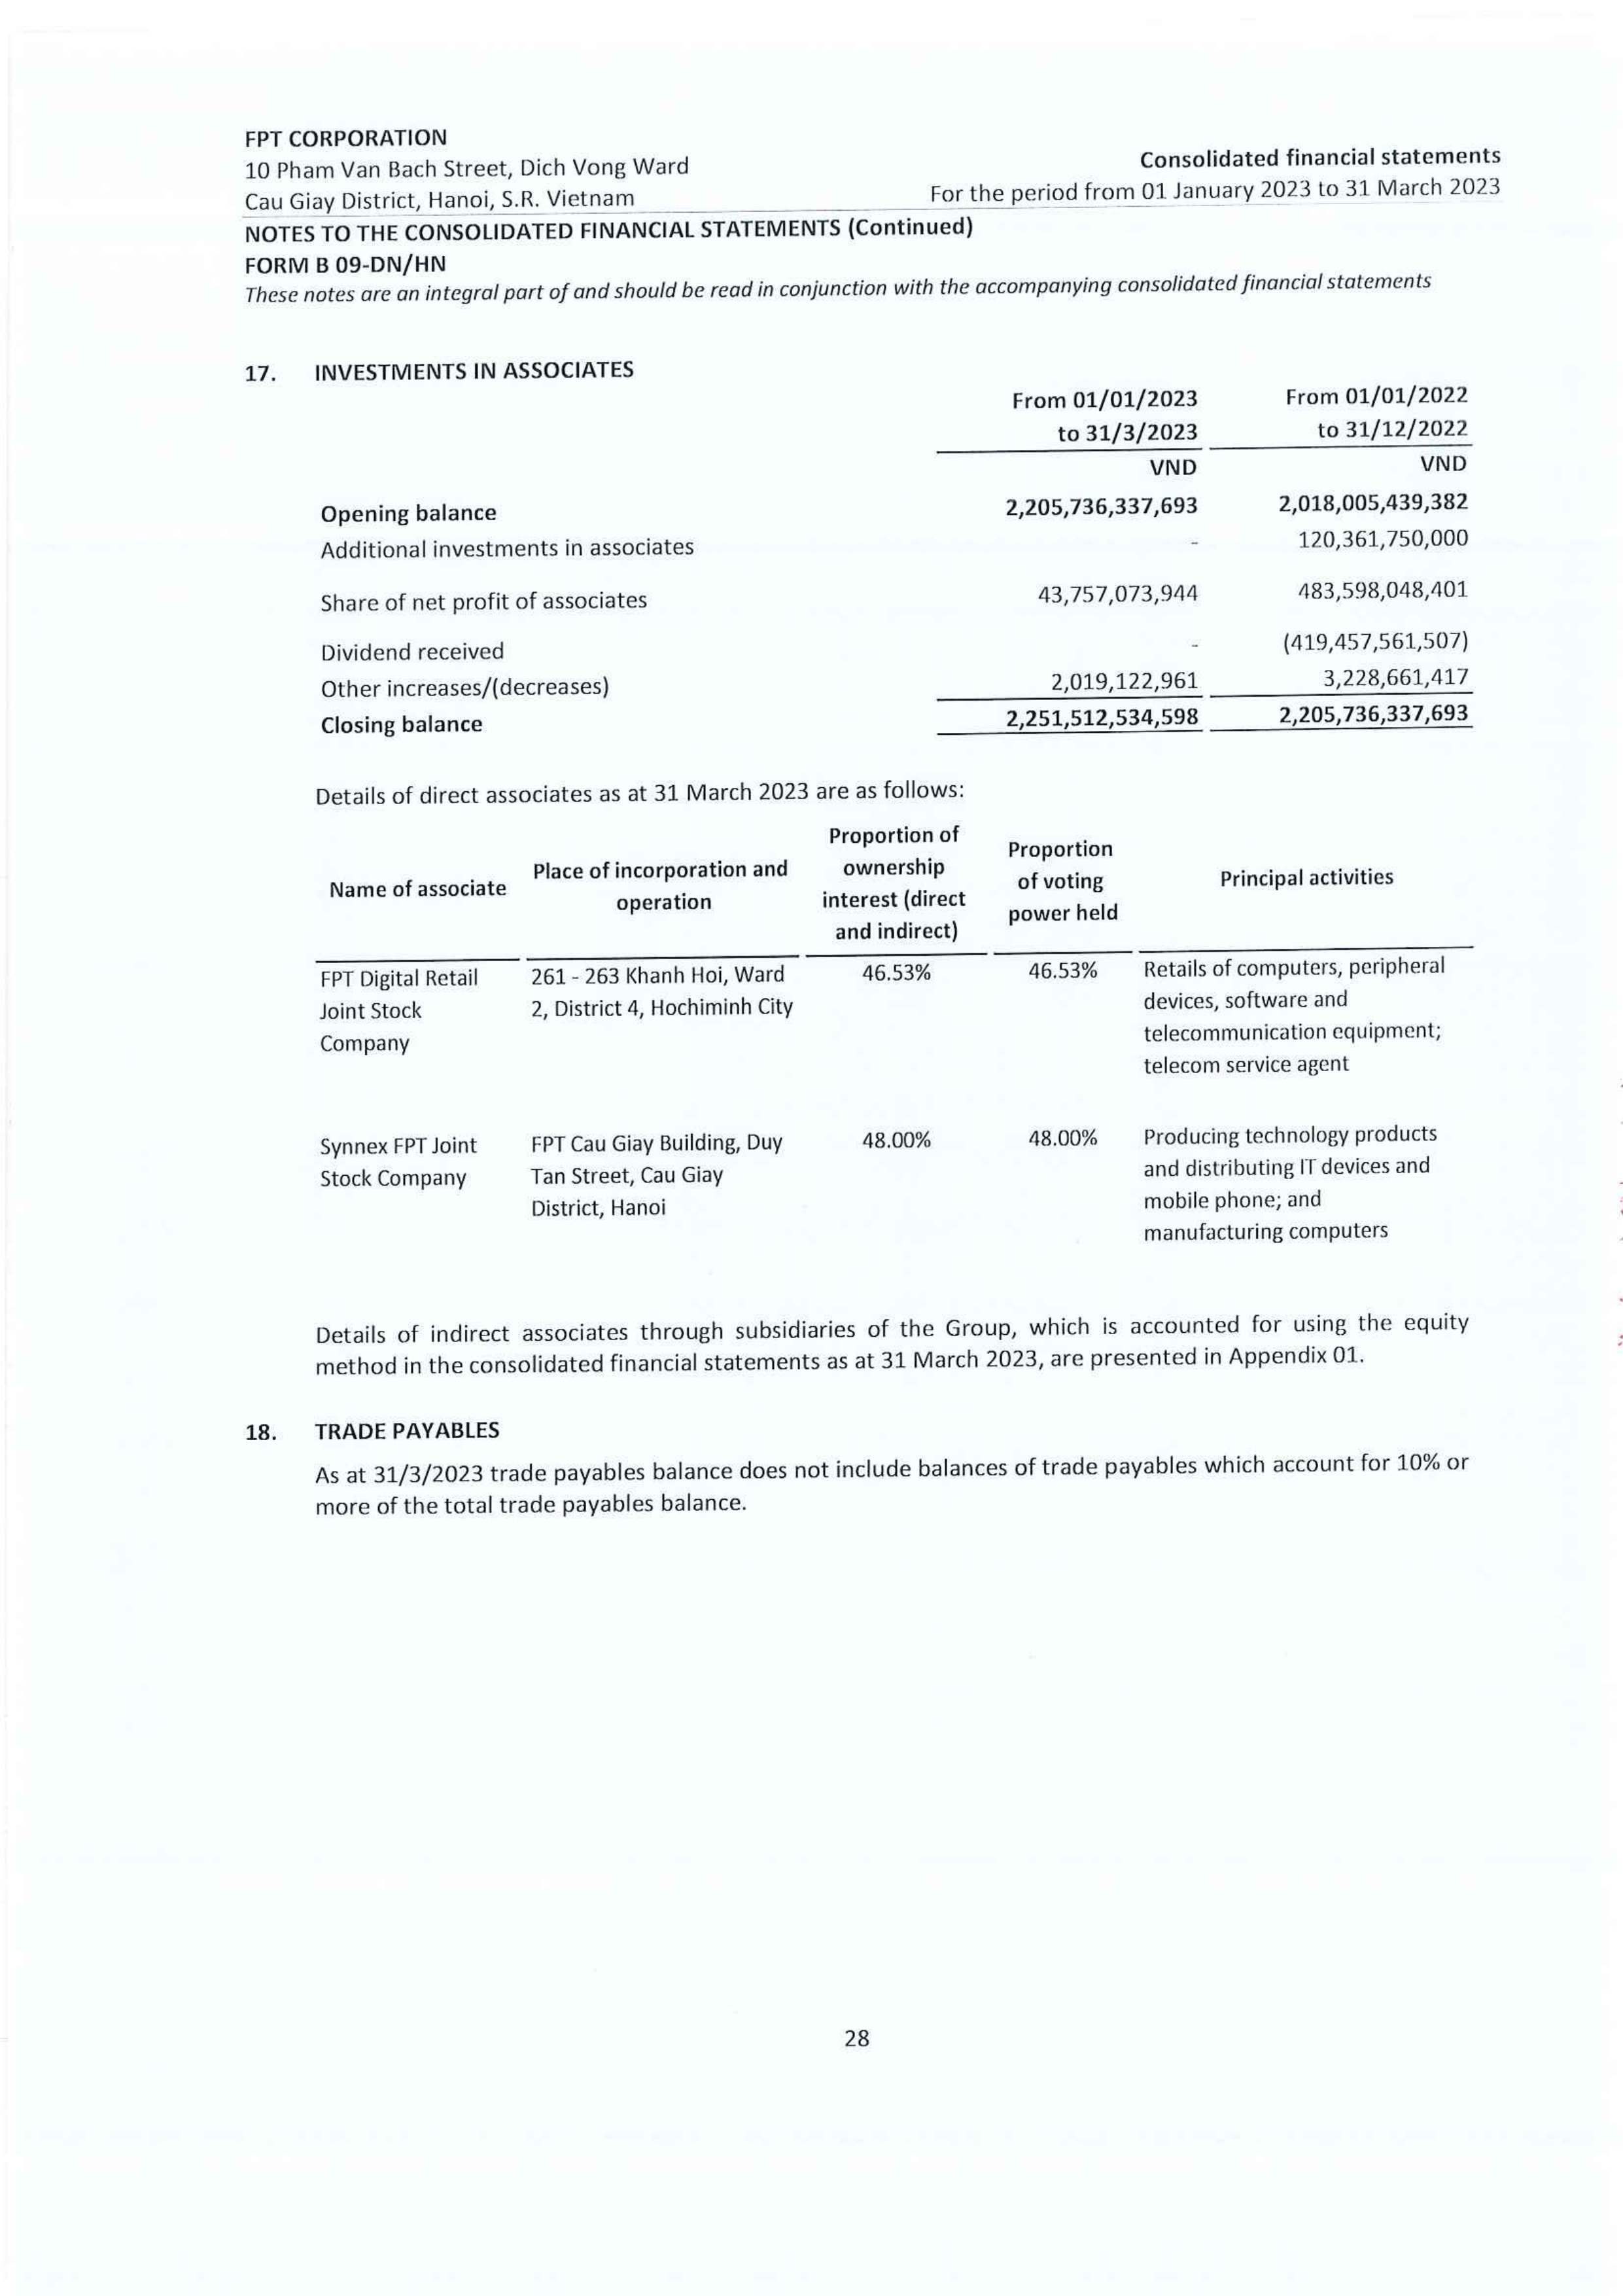 FPT CORPORATION
10 Pham Van Bach Street, Dich Vong Ward
Cau Giay District, Hanoi, S.R. Vietnam
Consolidated financial statements
For the period from 01 January 2023 to 31 March 2023
NOTES TO THE CONSOLIDATED FINANCIAL STATEMENTS (Continued)
FORM B 09-DN/HN
These notes are an integral part of and should be read in conjunction with the accompanying consolidated financial statements
17. INVESTMENTS IN ASSOCIATES
From 01/01/2023 From 01/01/2022
to 31/3/2023 to 31/12/2022
VND VND
Opening balance 2,205,736,337,693 2,018,005,439,382
Additional investments in associates - 120,361,750,000
Share of net profit of associates 43,757,073,944 483,598,048,401
Dividend received - (419,457,561,507)
Other increases/(decreases) 2,019,122,961 3,228,661,417
Closing balance 2,251,512,534,598 2,205,736,337,693
Details of direct associates as at 31 March 2023 are as follows:
Name of associate
Place of incorporation and
operation
Proportion of
ownership
interest (direct
and indirect)
Proportion
of voting
power held
Principal activities
FPT Digital Retail 261 - 263 Khanh Hoi, Ward 46.53% 46.53% Retails of computers, peripheral
Joint Stock 2, District 4, Hochiminh City devices, software and
Company telecommunication equipment;
telecom service agent
Synnex FPT Joint FPT Cau Giay Building, Duy 48.00% 48.00% Producing technology products
Stock Company Tan Street, Cau Giay and distributing IT devices and
District, Hanoi mobile phone; and
manufacturing computers
Details of indirect associates through subsidiaries of the Group, which is accounted for using the equity
method in the consolidated financial statements as at 31 March 2023, are presented in Appendix 01.
18. TRADE PAYABLES
As at 31/3/2023 trade payables balance does not include balances of trade payables which account for 10% or
more of the total trade payables balance.
28